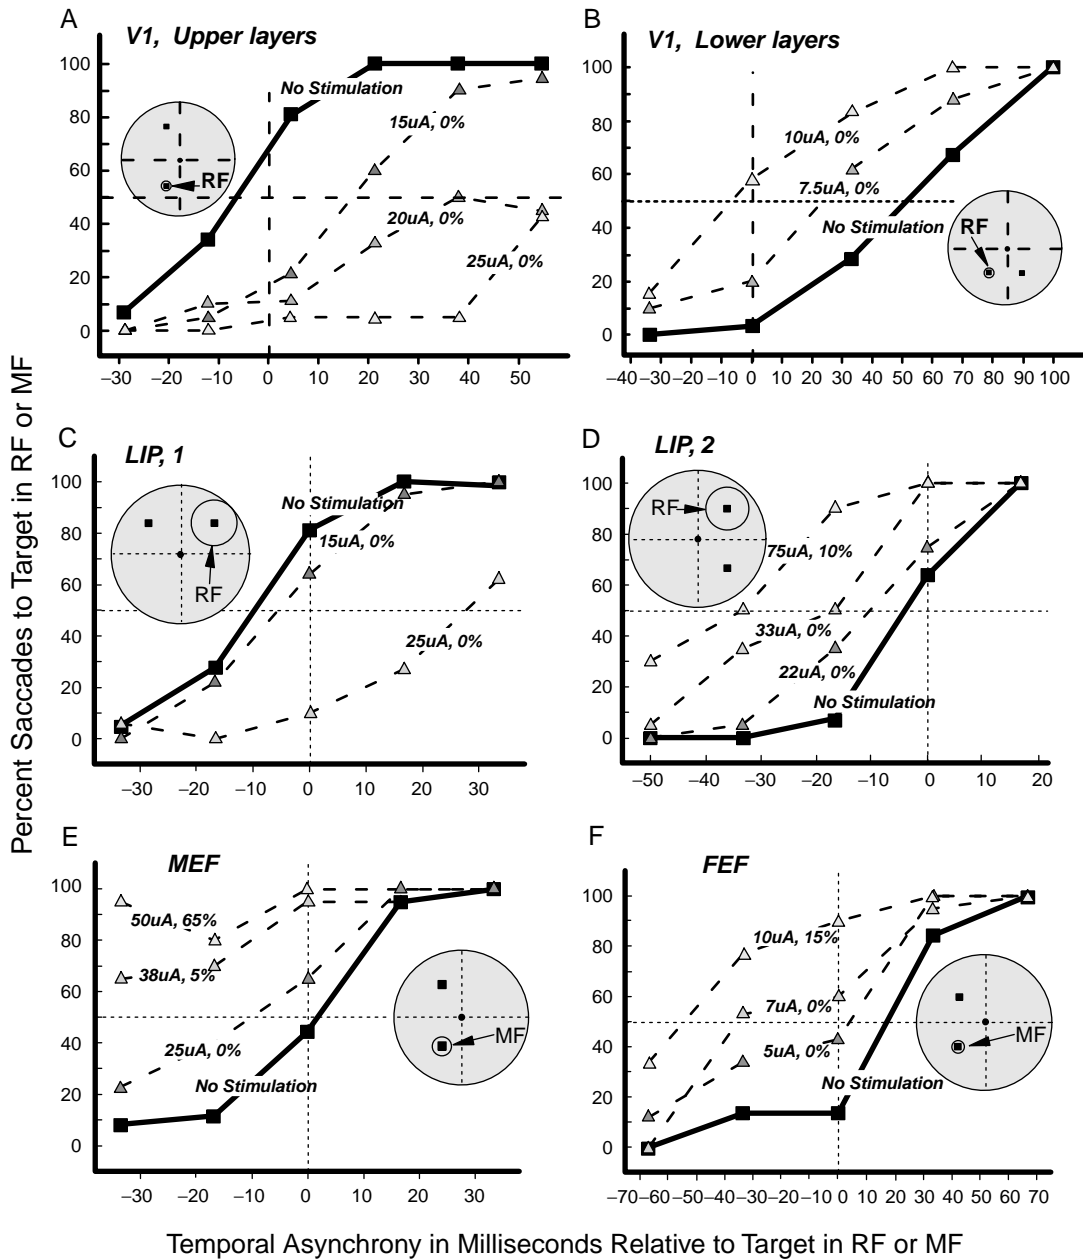 Percent Saccades to Target in RF or MF
A
V1, Upper layers
100
80
60
40
20
0
No Stimulation
15uA, 0%
20uA, 0%
25uA, 0%
RF
−30 −20 −10 0 10 20 30 40 50
B
V1, Lower layers
100
80
60
40
20
0
10uA, 0%
7.5uA, 0%
No Stimulation
RF
−40 −30 −20 −10 0 10 20 30 40 50 60 70 80 90 100
C
LIP, 1
100
80
60
40
20
0
No Stimulation
15uA, 0%
RF
25uA, 0%
−30 −20 −10 0 10 20 30
D
LIP, 2
100
80
60
40
20
0
RF
75uA, 10%
33uA, 0%
22uA, 0%
No Stimulation
−50 −40 −30 −20 −10 0 10 20
E
MEF
100
80
60
40
20
0
50uA, 65%
38uA, 5%
25uA, 0%
No Stimulation
MF
−30 −20 −10 0 10 20 30
F
FEF
100
80
60
40
20
0
10uA, 15%
7uA, 0%
5uA, 0%
No Stimulation
MF
−70 −60 −50 −40 −30 −20 −10 0 10 20 30 40 50 60 70
Temporal Asynchrony in Milliseconds Relative to Target in RF or MF